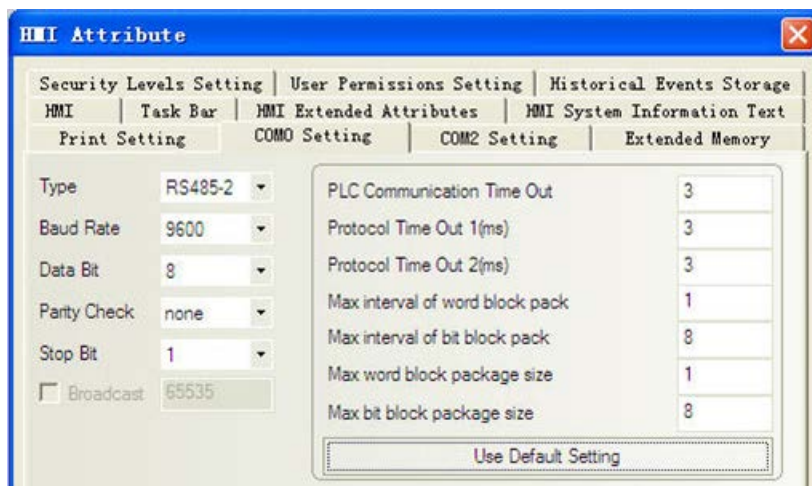 HMI Attribute
Security Levels Setting User Permissions Setting Historical Events Storage
HMI Task Bar HMI Extended Attributes HMI System Information Text
Print Setting COM0 Setting COM2 Setting Extended Memory
Type RS485-2
Baud Rate 9600
Data Bit 8
Parity Check none
Stop Bit 1
Broadcast 65535
PLC Communication Time Out 3
Protocol Time Out 1(ms) 3
Protocol Time Out 2(ms) 3
Max interval of word block pack 1
Max interval of bit block pack 8
Max word block package size 1
Max bit block package size 8
Use Default Setting